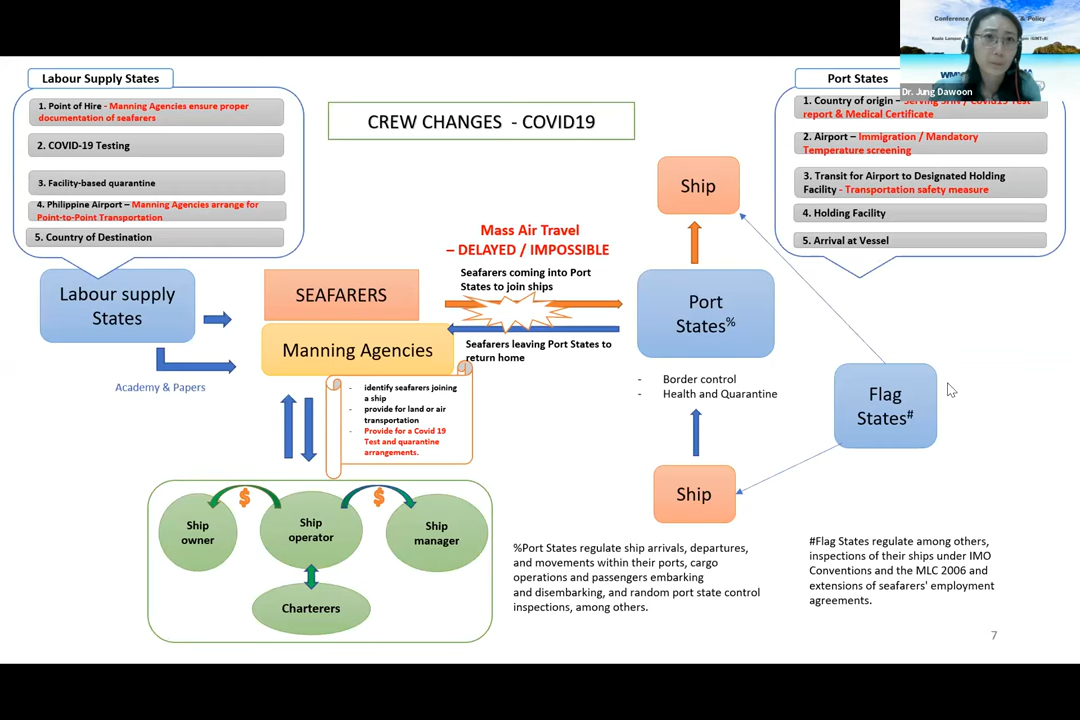 Conference & Policy
Kuala Lumpur,
Dr. Jung Dawoon
Labour Supply States
1. Point of Hire - Manning Agencies ensure proper
documentation of seafarers
2. COVID-19 Testing
3. Facility-based quarantine
4. Philippine Airport – Manning Agencies arrange for
Point-to-Point Transportation
5. Country of Destination
CREW CHANGES - COVID19
Port States
1. Country of origin – Serving SHN / Covid19 Test
report & Medical Certificate
2. Airport – Immigration / Mandatory
Temperature screening
3. Transit for Airport to Designated Holding
Facility - Transportation safety measure
4. Holding Facility
5. Arrival at Vessel
Labour supply
States
Academy & Papers
SEAFARERS
Manning Agencies
- identify seafarers joining
a ship
- provide for land or air
transportation
- Provide for a Covid 19
Test and quarantine
arrangements.
Mass Air Travel
– DELAYED / IMPOSSIBLE
Seafarers coming into Port
States to join ships
Seafarers leaving Port States to
return home
Ship
Port
States%
- Border control
- Health and Quarantine
Ship
Flag
States#
$ $
Ship
owner
Ship
operator
Ship
manager
Charterers
%Port States regulate ship arrivals, departures,
and movements within their ports, cargo
operations and passengers embarking
and disembarking, and random port state control
inspections, among others.
#Flag States regulate among others,
inspections of their ships under IMO
Conventions and the MLC 2006 and
extensions of seafarers' employment
agreements.
7